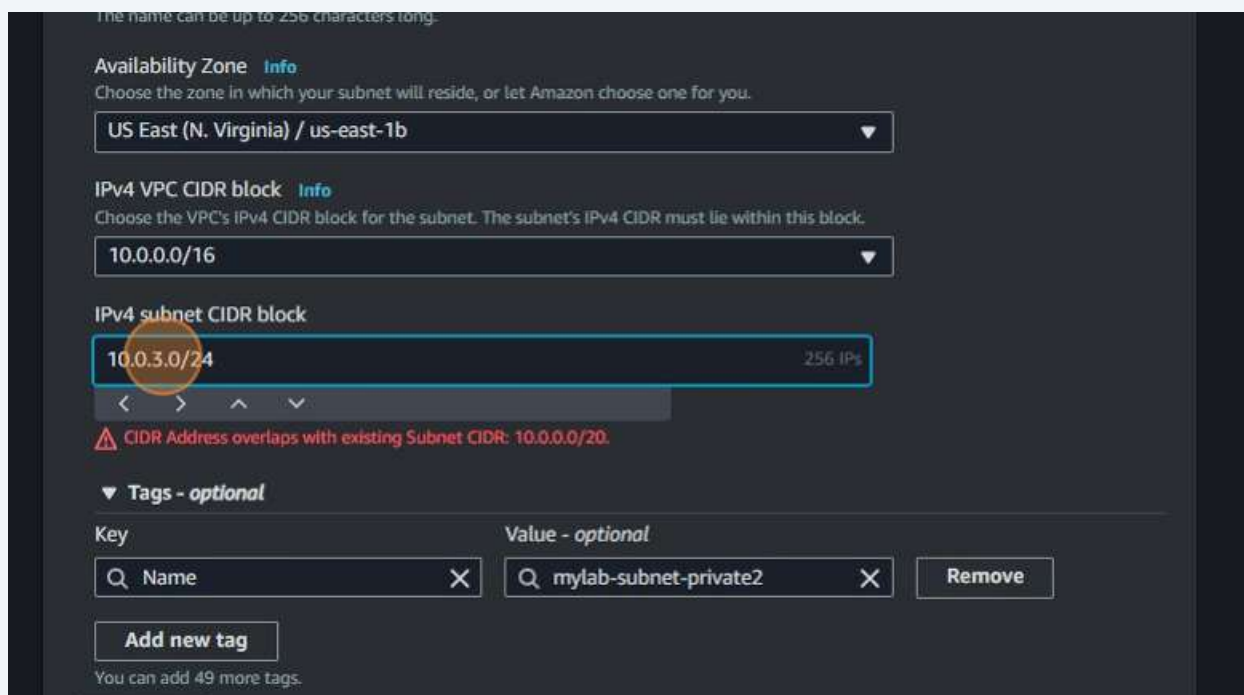 The name can be up to 256 characters long.
Availability Zone Info
Choose the zone in which your subnet will reside, or let Amazon choose one for you.
US East (N. Virginia) / us-east-1b
IPv4 VPC CIDR block Info
Choose the VPC's IPv4 CIDR block for the subnet. The subnet's IPv4 CIDR must lie within this block.
10.0.0.0/16
IPv4 subnet CIDR block
10.0.3.0/24 256 IPs
CIDR Address overlaps with existing Subnet CIDR: 10.0.0.0/20.
Tags - optional
Key Value - optional
Name mylab-subnet-private2 Remove
Add new tag
You can add 49 more tags.